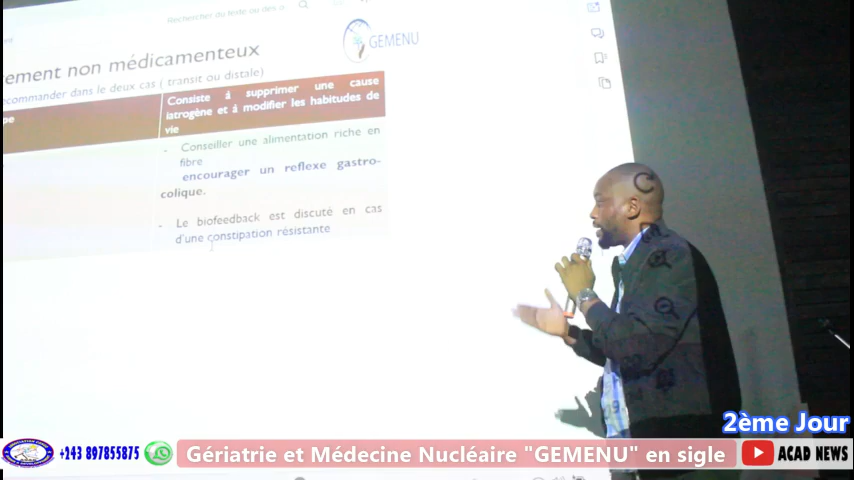 Rechercher du texte ou des
GEMENU
ement non médicamenteux
ecommander dans le deux cas ( transit ou distale)
pe
Consiste à supprimer une cause
iatrogène et à modifier les habitudes de
vie
- Conseiller une alimentation riche en
fibre
encourager un reflexe gastro-
colique.
- Le biofeedback est discuté en cas
d'une constipation résistante
2ème Jour
+243 897855875
Gériatrie et Médecine Nucléaire "GEMENU" en sigle
ACAD NEWS